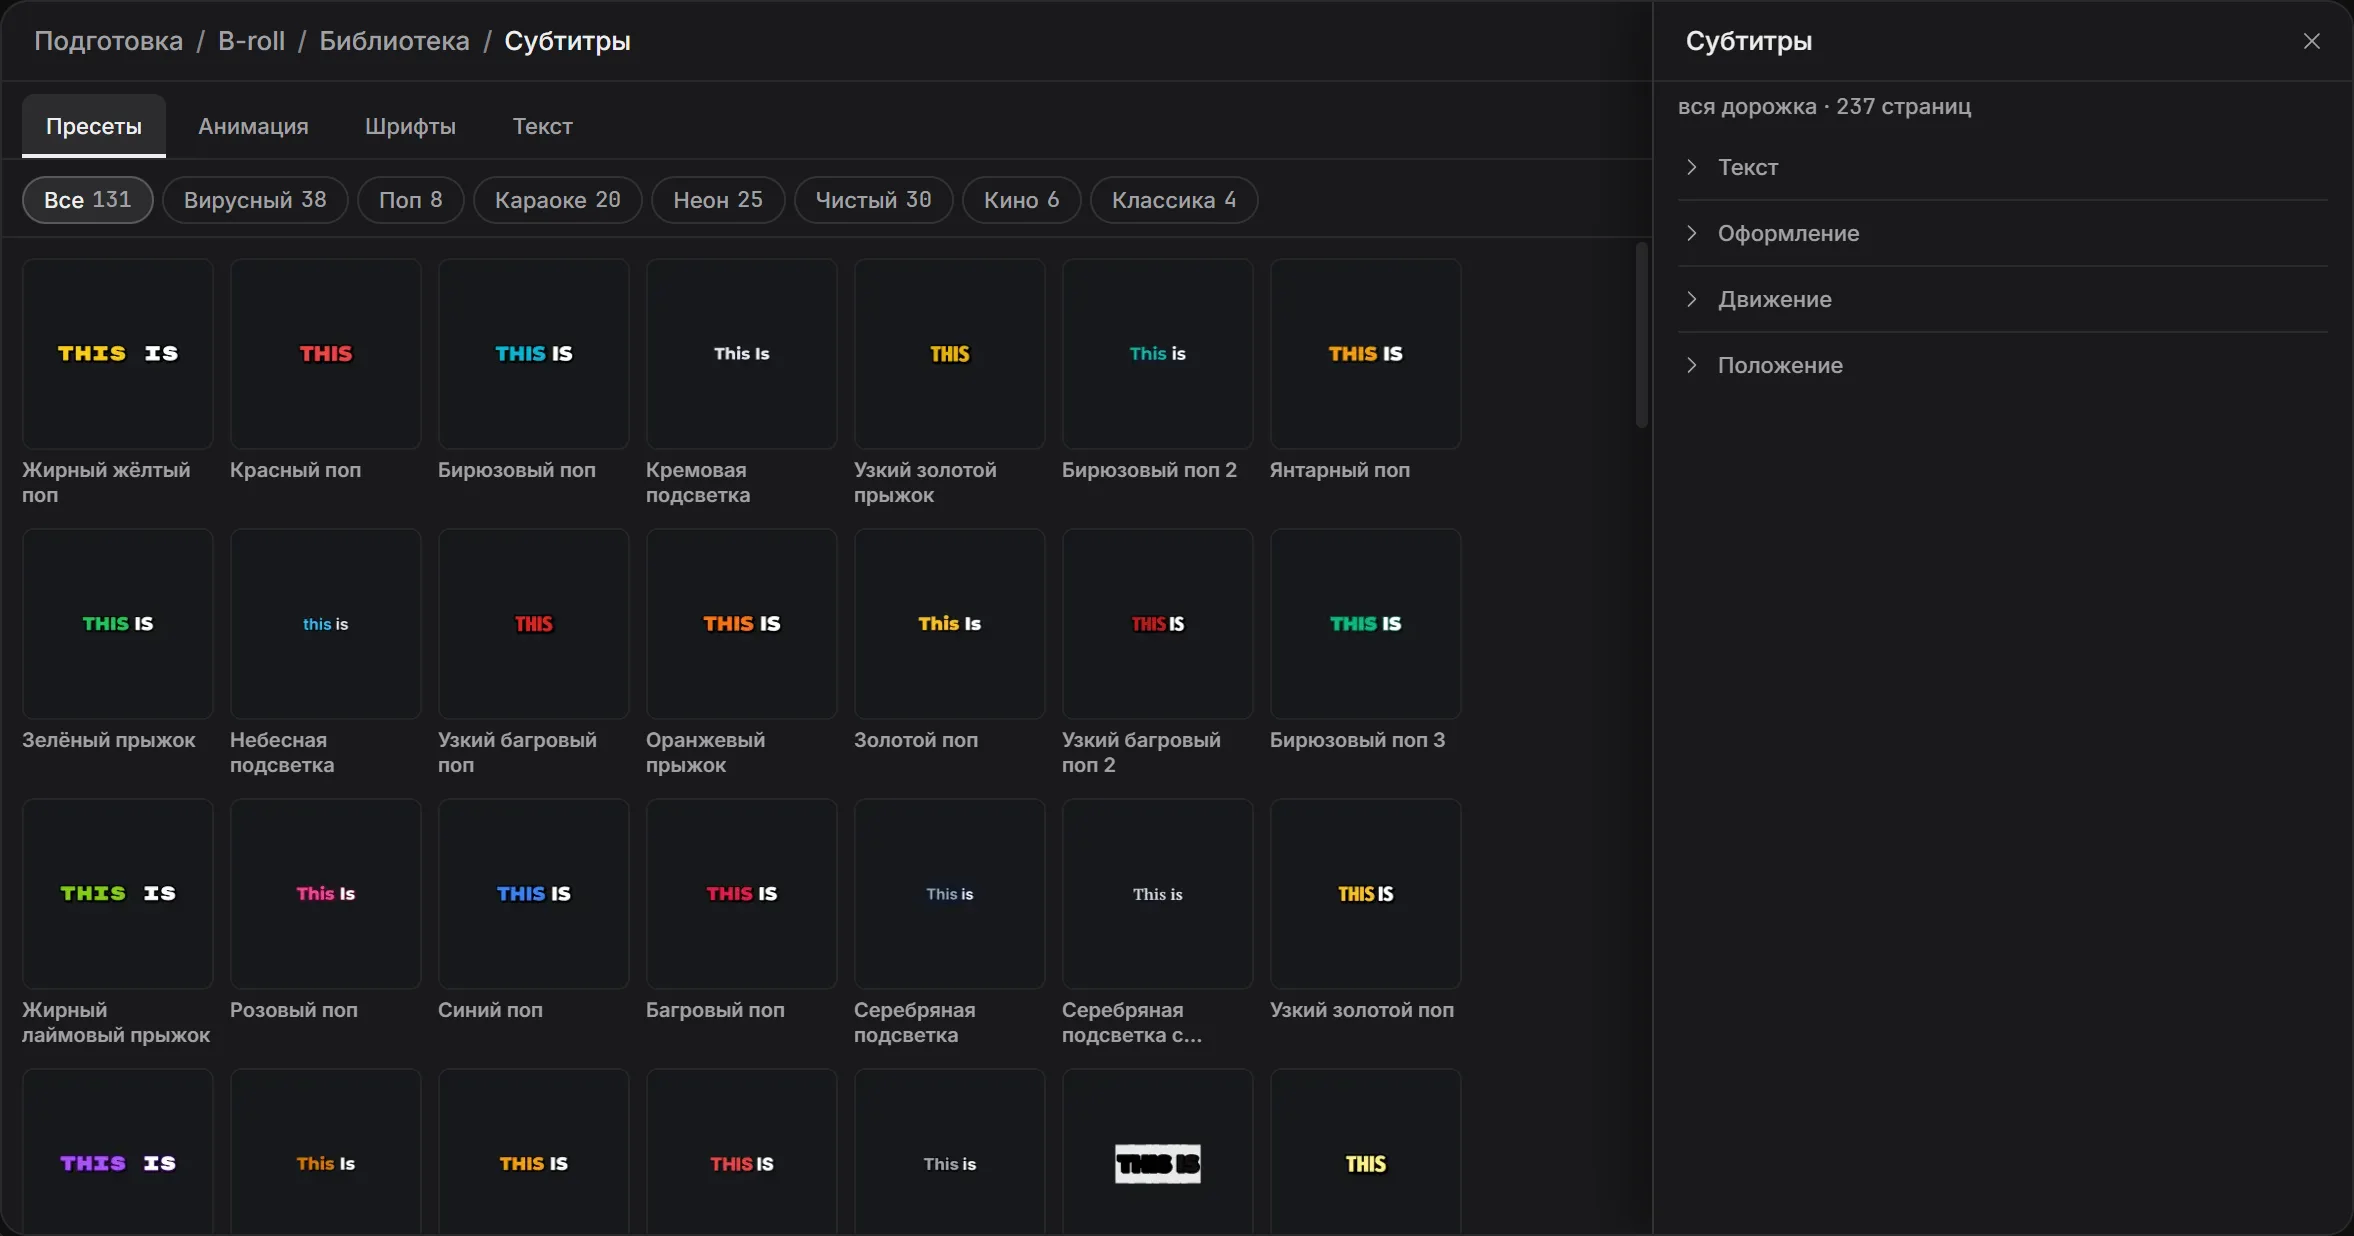 Подготовка / B-roll / Библиотека / Субтитры
Субтитры
вся дорожка · 237 страниц
Пресеты Анимация Шрифты Текст
Все 131 Вирусный 38 Поп 8 Караоке 20 Неон 25 Чистый 30 Кино 6 Классика 4
Текст
Оформление
Движение
Положение
THIS IS
THIS
THIS IS
This Is
THIS
This is
THIS IS
Жирный жёлтый
поп
Красный поп
Бирюзовый поп
Кремовая
подсветка
Узкий золотой
прыжок
Бирюзовый поп 2
Янтарный поп
THIS IS
this is
THIS
THIS IS
This Is
THIS IS
THIS IS
Зелёный прыжок
Небесная
подсветка
Узкий багровый
поп
Оранжевый
прыжок
Золотой поп
Узкий багровый
поп 2
Бирюзовый поп 3
THIS IS
This Is
THIS IS
THIS IS
This is
This is
THIS IS
Жирный
лаймовый прыжок
Розовый поп
Синий поп
Багровый поп
Серебряная
подсветка
Серебряная
подсветка с...
Узкий золотой поп
THIS IS
This Is
THIS IS
THIS IS
This is
THIS IS
THIS